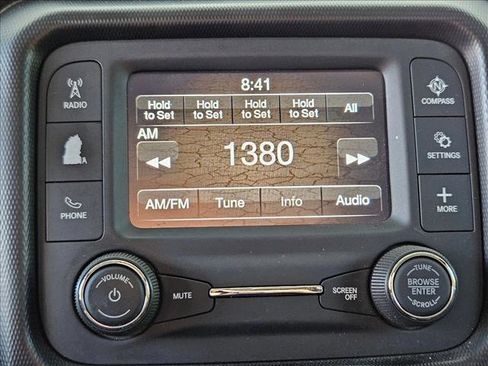 8:41
RADIO
Hold to Set
Hold to Set
Hold to Set
Hold to Set
All
COMPASS
N
AM
1380
SETTINGS
PHONE
AM/FM
Tune
Info
Audio
MORE
VOLUME
MUTE
SCREEN OFF
TUNE
BROWSE
ENTER
SCROLL